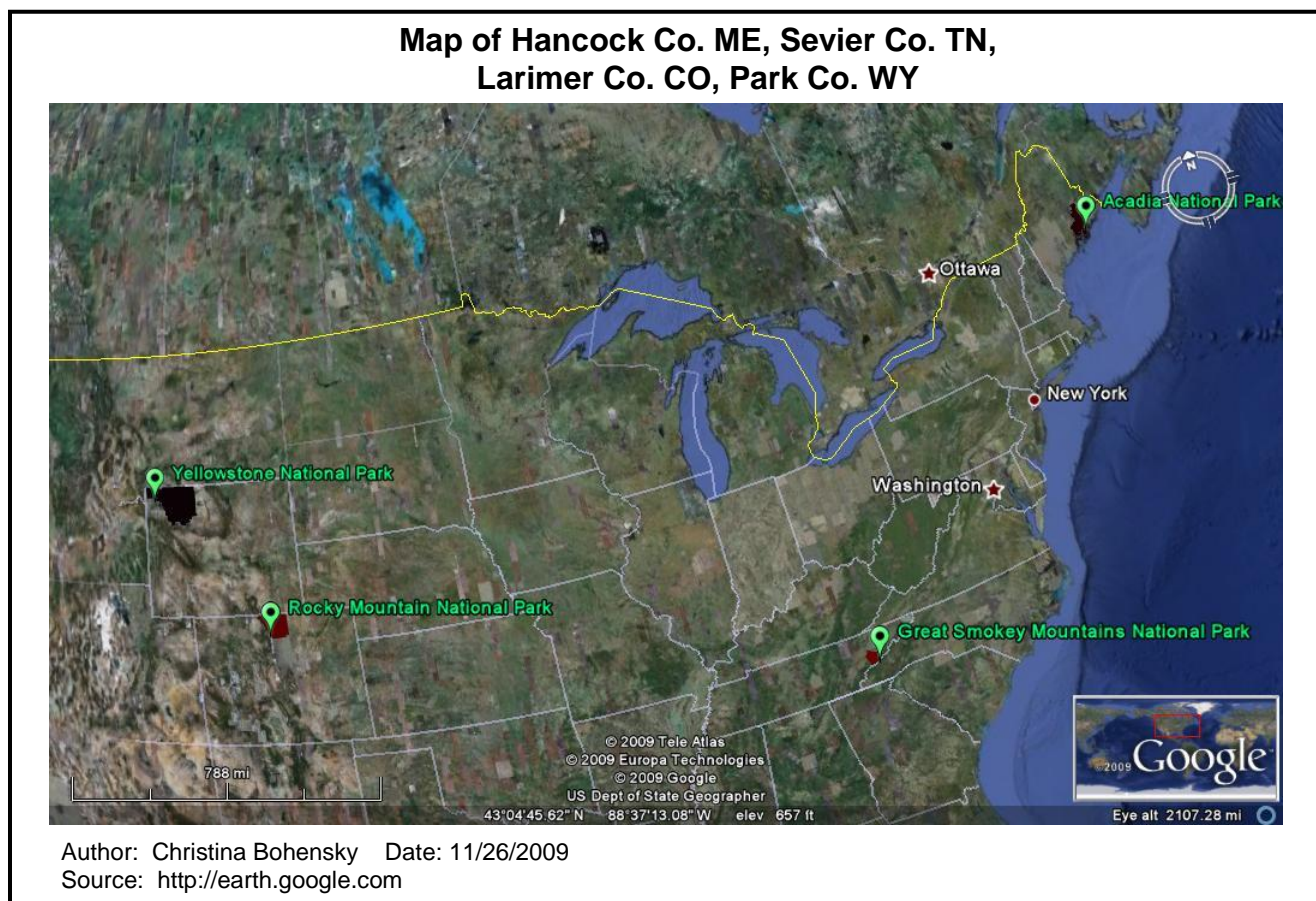 Map of Hancock Co. ME, Sevier Co. TN,
Larimer Co. CO, Park Co. WY
N
Acadia National Park
Ottawa
New York
Yellowstone National Park
Washington
Rocky Mountain National Park
Great Smokey Mountains National Park
© 2009 Tele Atlas
© 2009 Europa Technologies
© 2009 Google
US Dept of State Geographer
788 mi
©2009 Google
43°04'45.62" N 88°37'13.08" W elev 657 ft
Eye alt 2107.28 mi
Author: Christina Bohensky Date: 11/26/2009
Source: http://earth.google.com